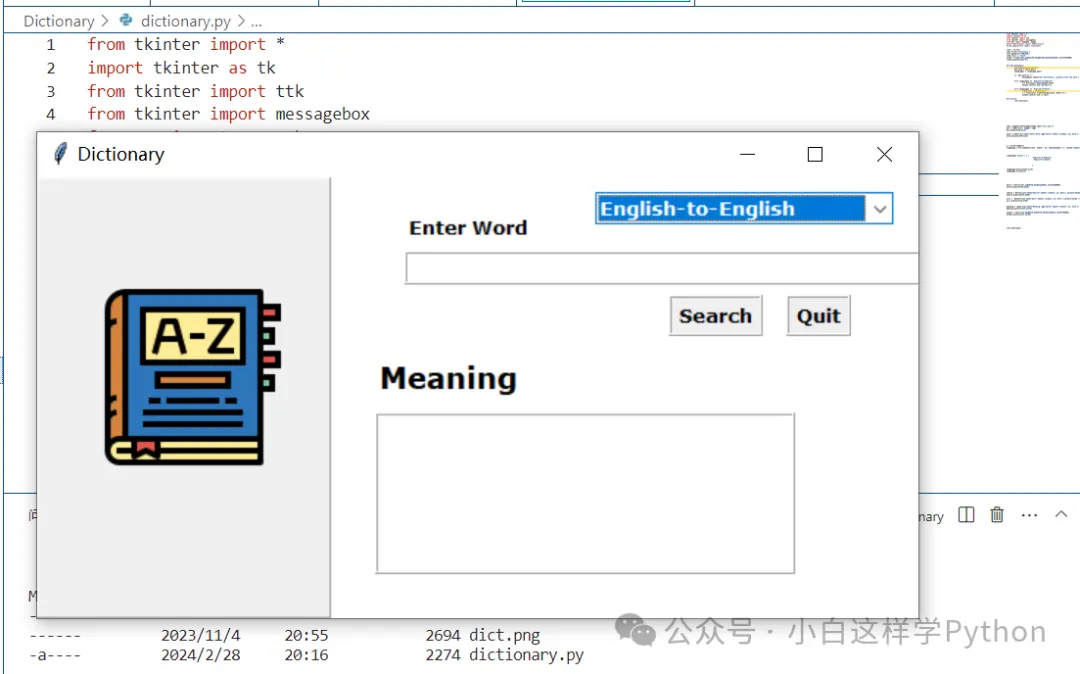 Dictionary > dictionary.py > ...
1 from tkinter import *
2 import tkinter as tk
3 from tkinter import ttk
4 from tkinter import messagebox
Dictionary
English-to-English
Enter Word
Search Quit
A-Z
Meaning
------ 2023/11/4 20:55 2694 dict.png
-a---- 2024/2/28 20:16 2274 dictionary.py
公众号 · 小白这样学Python